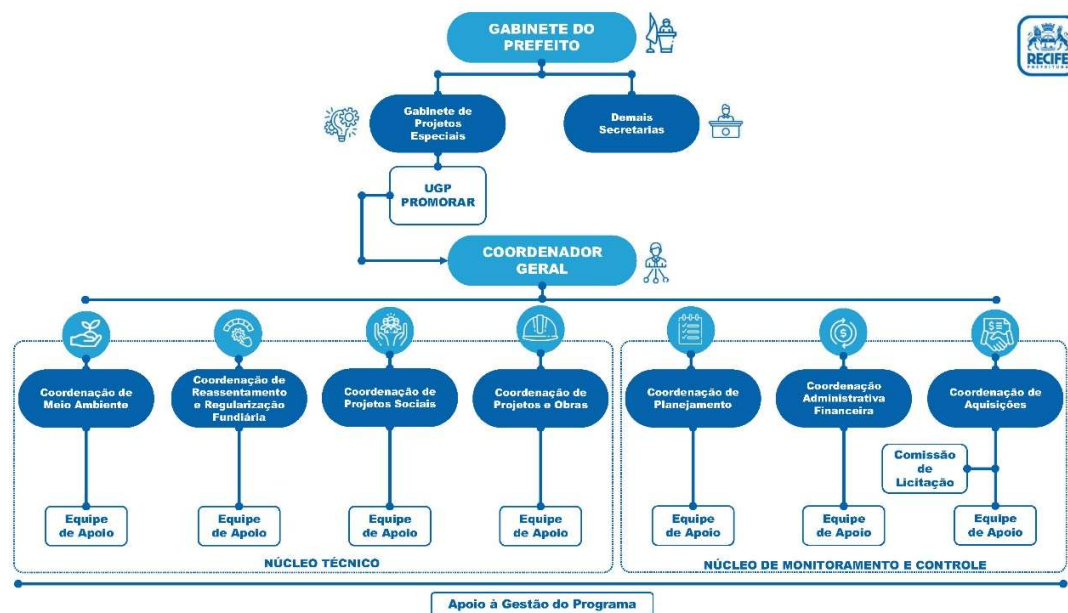 GABINETE DO
PREFEITO
RECIFE
PREFEITURA
Gabinete de
Projetos
Especiais
Demais
Secretarias
UGP
PROMORAR
COORDENADOR
GERAL
Coordenação de
Meio Ambiente
Coordenação de
Reassentamento
e Regularização
Fundiária
Coordenação de
Projetos Sociais
Coordenação de
Projetos e Obras
Coordenação de
Planejamento
Coordenação
Administrativa
Financeira
Coordenação de
Aquisições
Comissão
de
Licitação
Equipe
de Apoio
Equipe
de Apoio
Equipe
de Apoio
Equipe
de Apoio
Equipe
de Apoio
Equipe
de Apoio
Equipe
de Apoio
NÚCLEO TÉCNICO
NÚCLEO DE MONITORAMENTO E CONTROLE
Apoio à Gestão do Programa